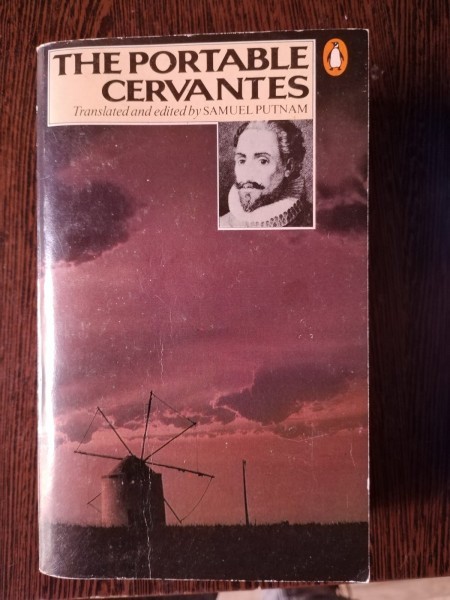 THE PORTABLE
CERVANTES
Translated and edited by SAMUEL PUTNAM